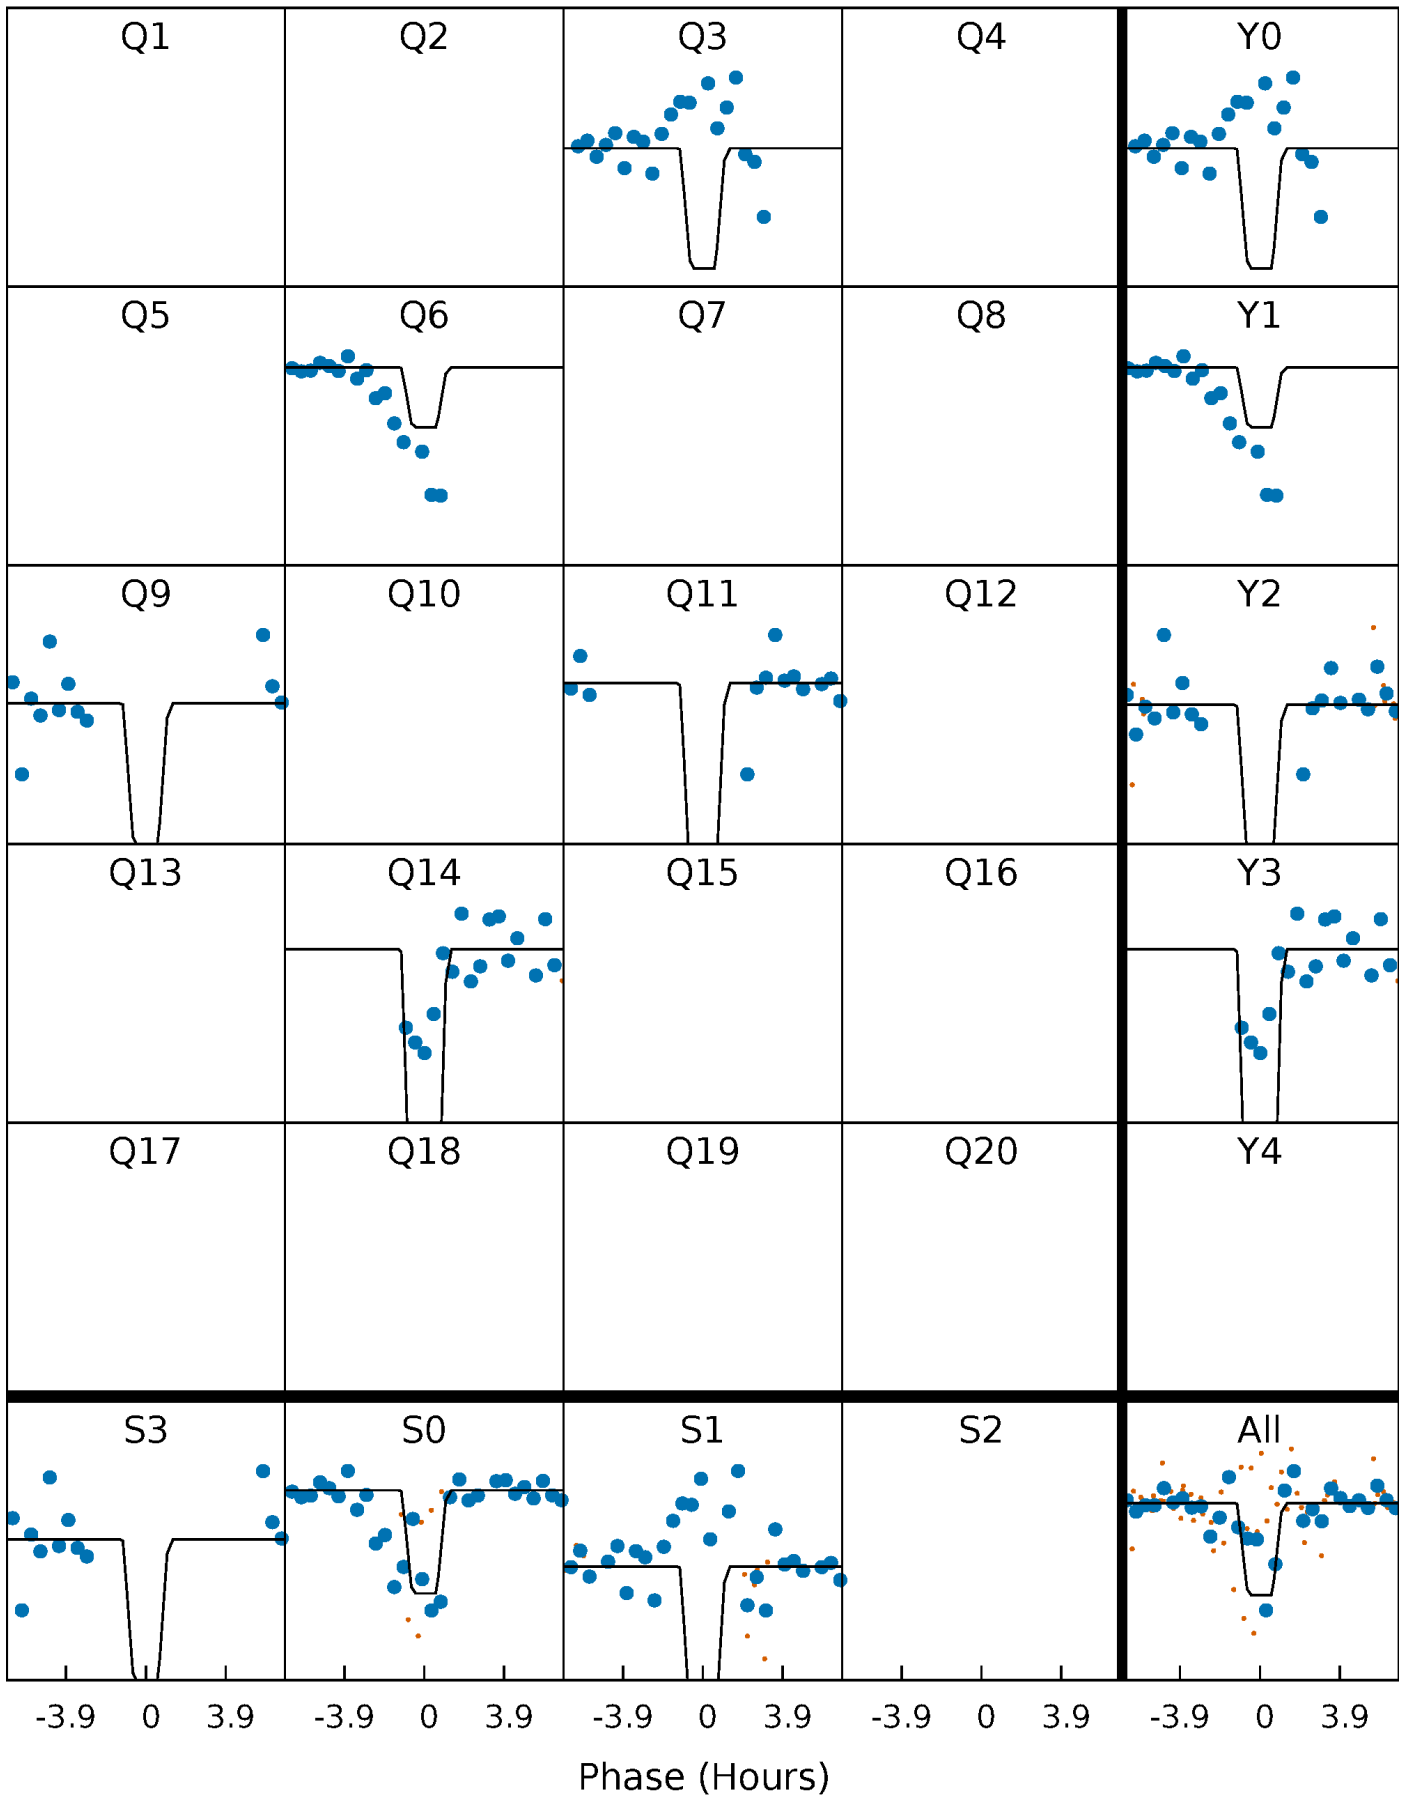 Q1 Q2 Q3 Q4 Y0
Q5 Q6 Q7 Q8 Y1
Q9 Q10 Q11 Q12 Y2
Q13 Q14 Q15 Q16 Y3
Q17 Q18 Q19 Q20 Y4
S3 S0 S1 S2 All
-3.9 0 3.9 -3.9 0 3.9 -3.9 0 3.9 -3.9 0 3.9 -3.9 0 3.9
Phase (Hours)